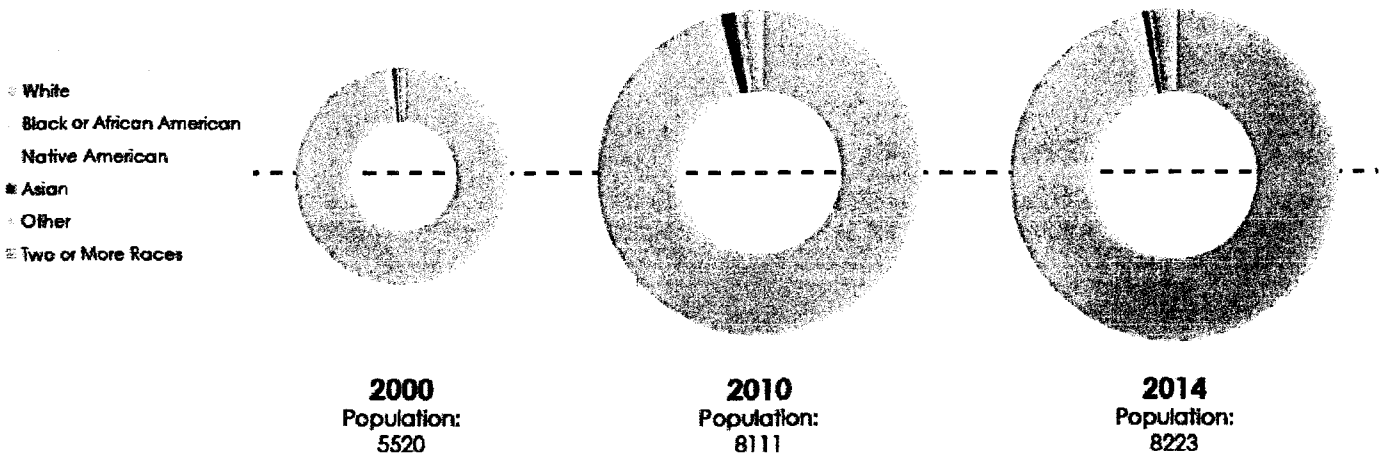 White
Black or African American
Native American
Asian
Other
Two or More Races
2000
Population:
5520
2010
Population:
8111
2014
Population:
8223